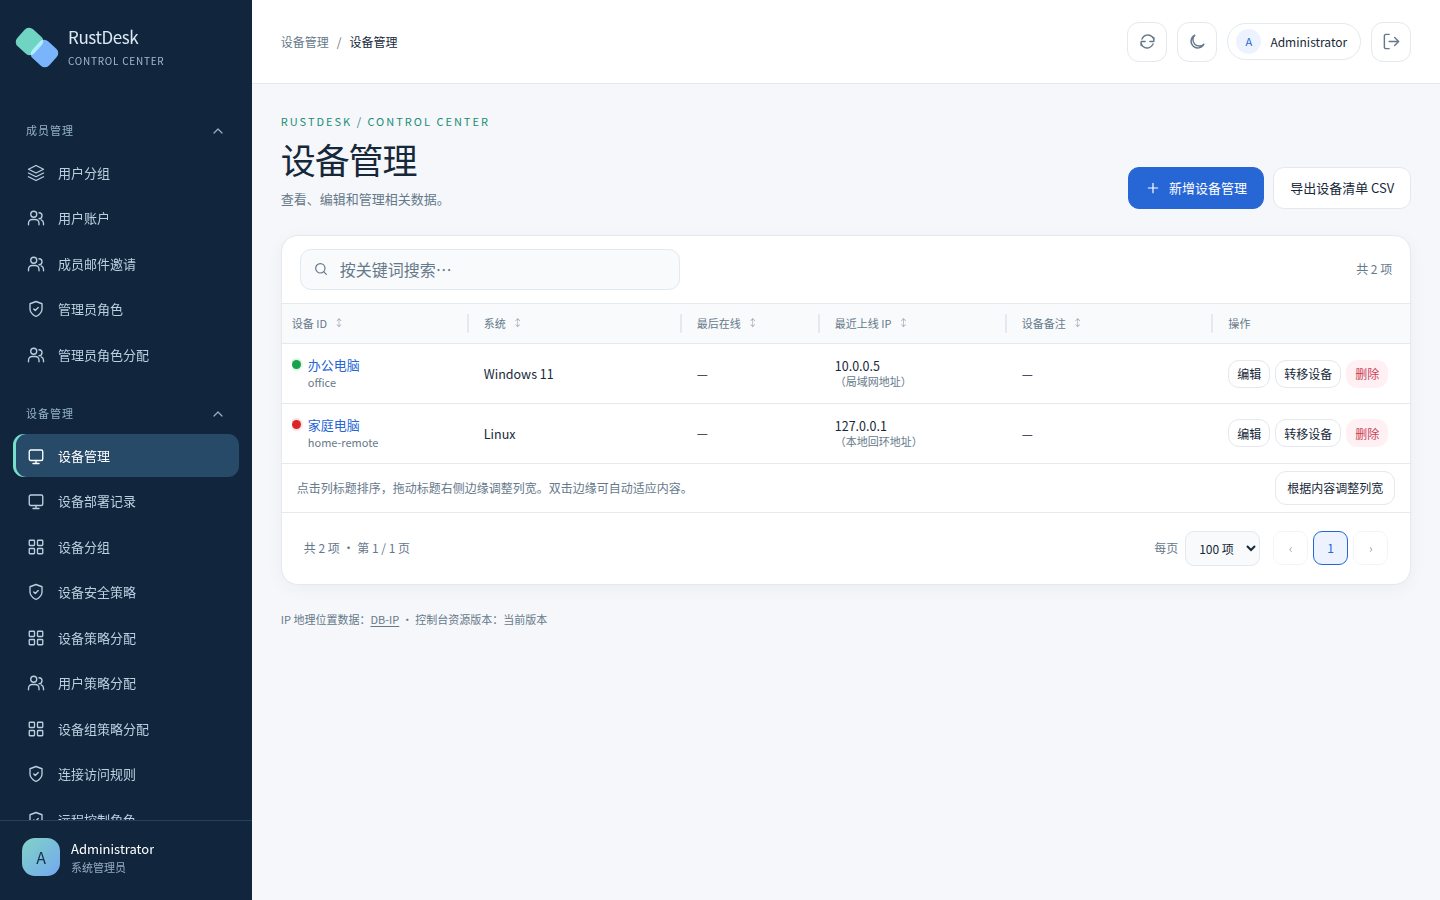 RustDesk
CONTROL CENTER
成员管理
用户分组
用户账户
成员邮件邀请
管理员角色
管理员角色分配
设备管理
设备管理
设备部署记录
设备分组
设备安全策略
设备策略分配
用户策略分配
设备组策略分配
连接访问规则
远程控制角色
A
Administrator
系统管理员
设备管理 / 设备管理
A Administrator
RUSTDESK / CONTROL CENTER
设备管理
查看、编辑和管理相关数据。
新增设备管理 导出设备清单 CSV
按关键词搜索… 共 2 项
设备 ID 系统 最后在线 最近上线 IP 设备备注 操作
办公电脑
office
Windows 11
—
10.0.0.5
（局域网地址）
—
编辑 转移设备 删除
家庭电脑
home-remote
Linux
—
127.0.0.1
（本地回环地址）
—
编辑 转移设备 删除
点击列标题排序，拖动标题右侧边缘调整列宽。双击边缘可自动适应内容。 根据内容调整列宽
共 2 项 · 第 1 / 1 页 每页 100 项 ‹ 1 ›
IP 地理位置数据：DB-IP · 控制台资源版本：当前版本